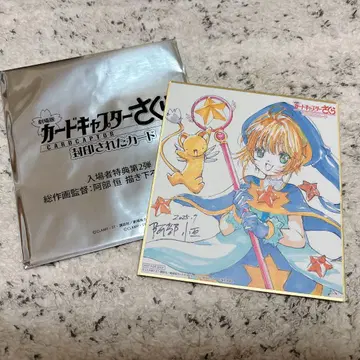 劇場版
カードキャプターさくら
CARDCAPTOR
封印されたカード
入場者特典第2弾
総作画監督:阿部 恒 描き下ろ
カードキャプターさくら
2025.7
阿部 恒